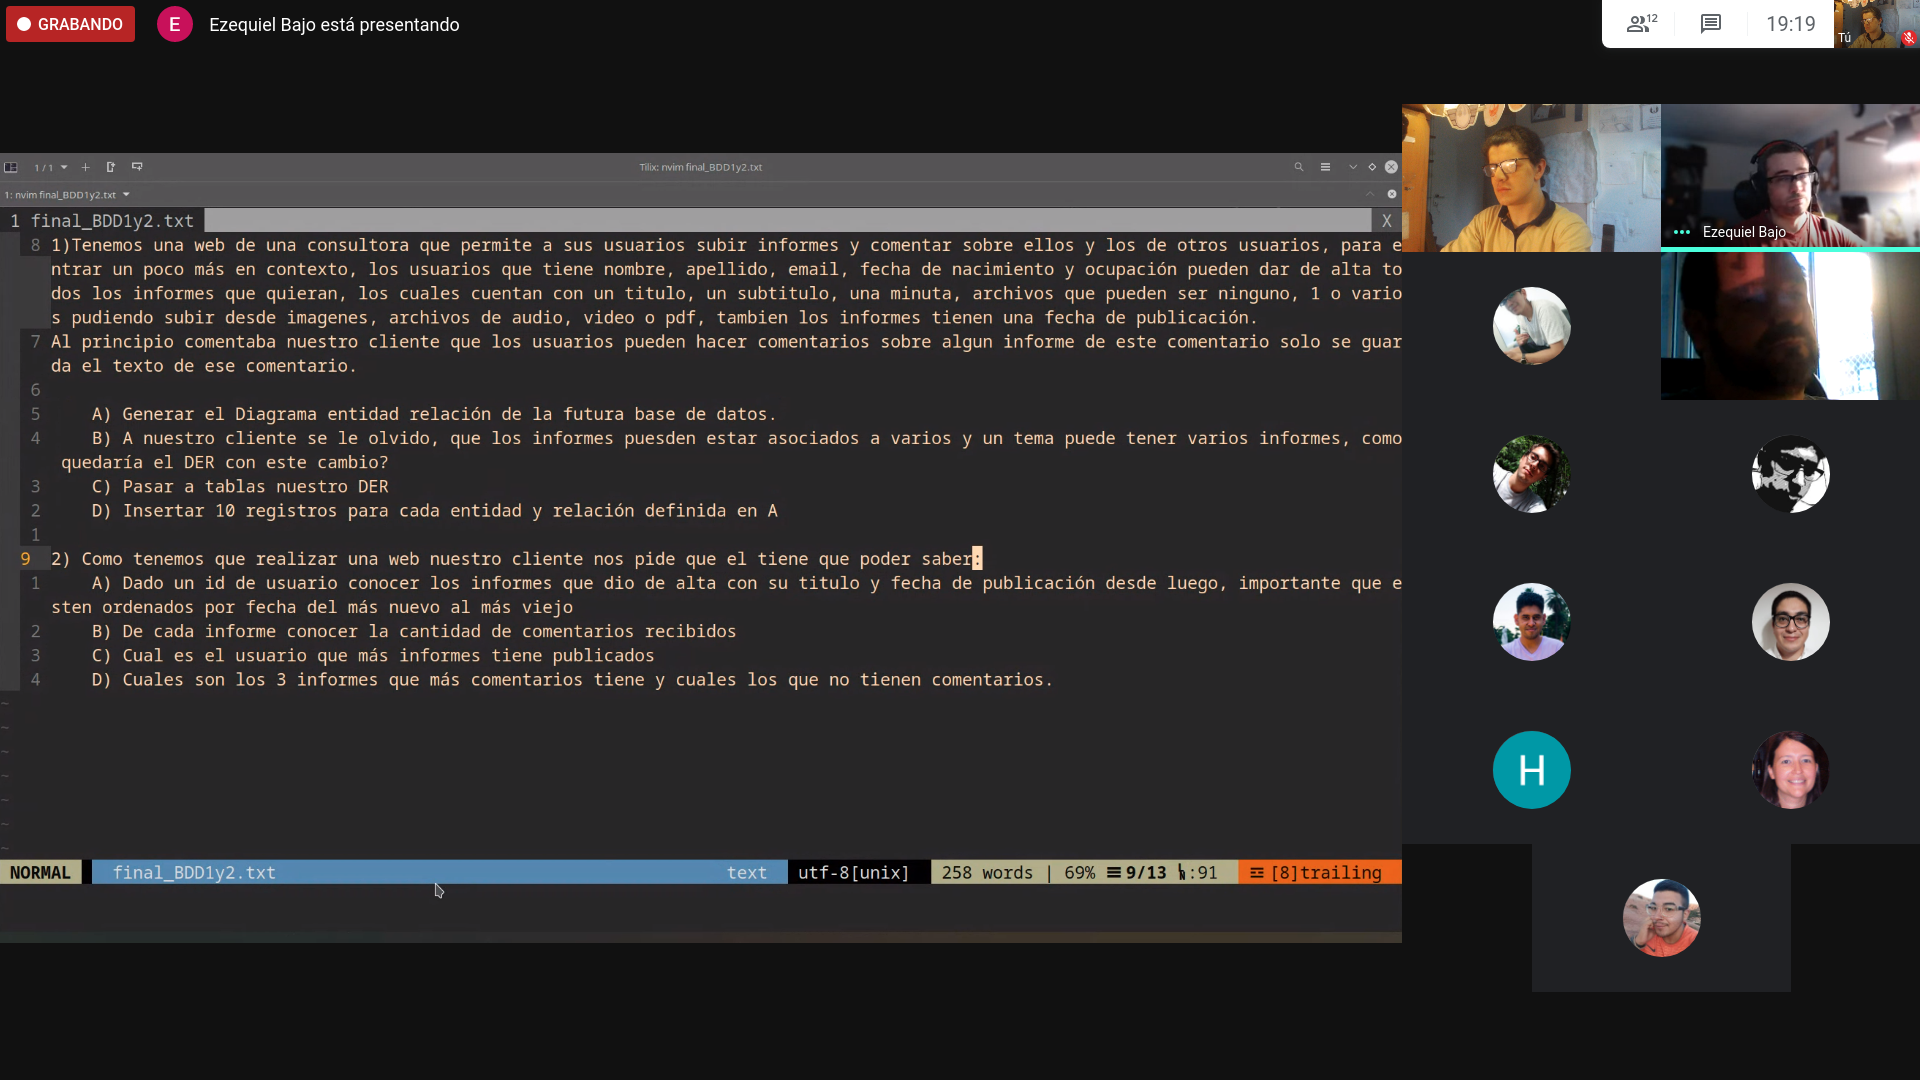 GRABANDO
E
Ezequiel Bajo está presentando
12
19:19
Tú
1 / 1
Tilix: nvim final_BDD1y2.txt
1: nvim final_BDD1y2.txt
1 final_BDD1y2.txt X
8 1)Tenemos una web de una consultora que permite a sus usuarios subir informes y comentar sobre ellos y los de otros usuarios, para e
ntrar un poco más en contexto, los usuarios que tiene nombre, apellido, email, fecha de nacimiento y ocupación pueden dar de alta to
dos los informes que quieran, los cuales cuentan con un titulo, un subtitulo, una minuta, archivos que pueden ser ninguno, 1 o vario
s pudiendo subir desde imagenes, archivos de audio, video o pdf, tambien los informes tienen una fecha de publicación.
7 Al principio comentaba nuestro cliente que los usuarios pueden hacer comentarios sobre algun informe de este comentario solo se guar
da el texto de ese comentario.
6
5 A) Generar el Diagrama entidad relación de la futura base de datos.
4 B) A nuestro cliente se le olvido, que los informes puesden estar asociados a varios y un tema puede tener varios informes, como
quedaría el DER con este cambio?
3 C) Pasar a tablas nuestro DER
2 D) Insertar 10 registros para cada entidad y relación definida en A
1
9 2) Como tenemos que realizar una web nuestro cliente nos pide que el tiene que poder saber:
1 A) Dado un id de usuario conocer los informes que dio de alta con su titulo y fecha de publicación desde luego, importante que e
sten ordenados por fecha del más nuevo al más viejo
2 B) De cada informe conocer la cantidad de comentarios recibidos
3 C) Cual es el usuario que más informes tiene publicados
4 D) Cuales son los 3 informes que más comentarios tiene y cuales los que no tienen comentarios.
~
~
~
~
~
~
~
NORMAL final_BDD1y2.txt text utf-8[unix] 258 words | 69% 9/13 :91 [8]trailing
Ezequiel Bajo
H